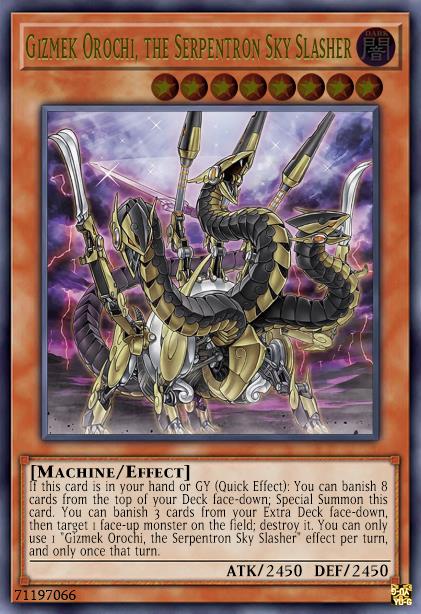 Gizmek Orochi, the Serpentron Sky Slasher
DARK
闇
[Machine/Effect]
If this card is in your hand or GY (Quick Effect): You can banish 8
cards from the top of your Deck face-down; Special Summon this
card. You can banish 3 cards from your Extra Deck face-down,
then target 1 face-up monster on the field; destroy it. You can only
use 1 "Gizmek Orochi, the Serpentron Sky Slasher" effect per turn,
and only once that turn.
ATK/2450 DEF/2450
71197066